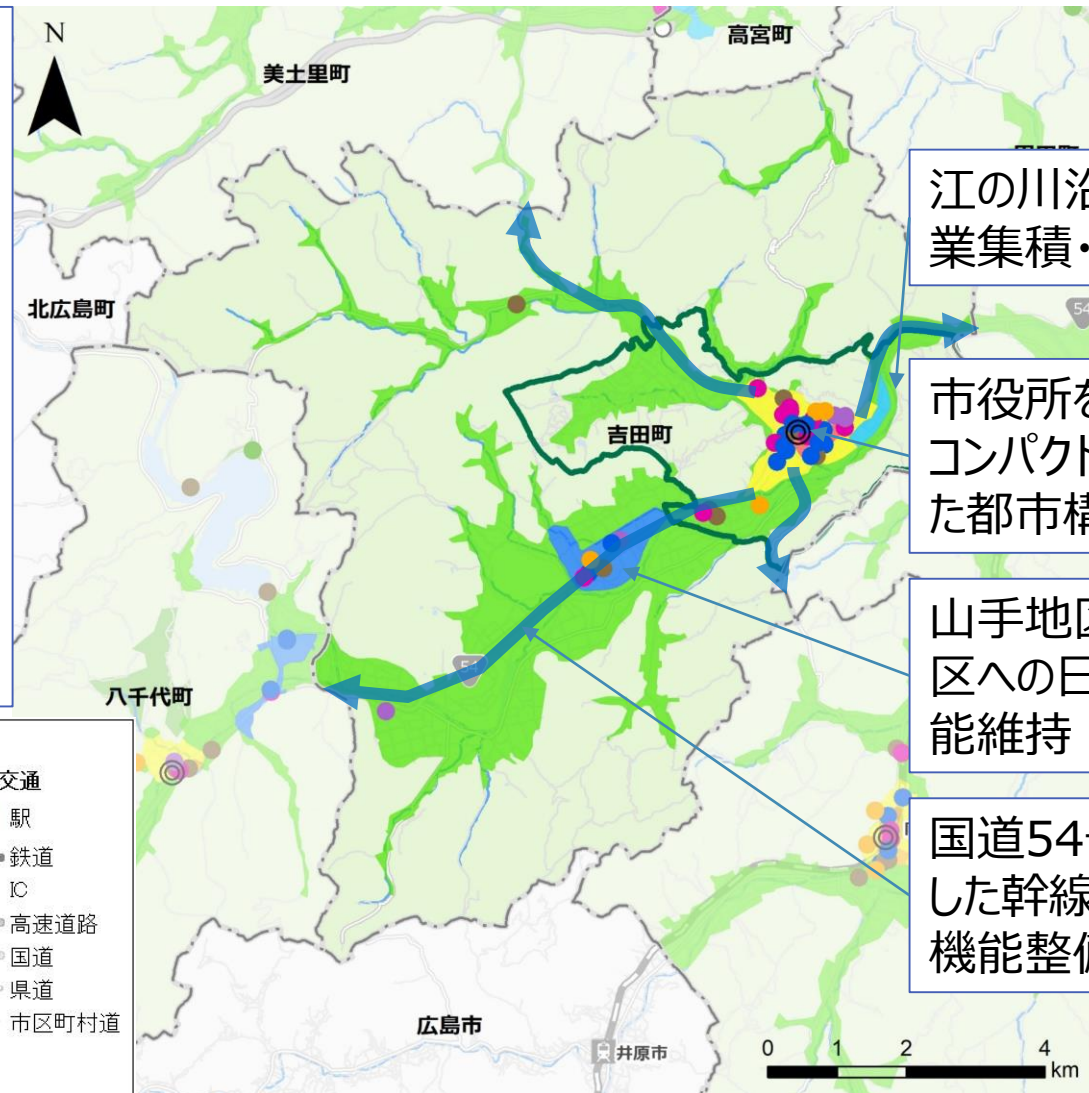 N
高宮町
美土里町
江の川沿
業集積・
北広島町
54
市役所を
コンパクト
た都市構
吉田町
山手地区
区への日
能維持
54
八千代町
国道54号
した幹線
機能整備
交通
駅
鉄道
IC
高速道路
国道
県道
市区町村道
広島市
井原市
0 1 2 4
km